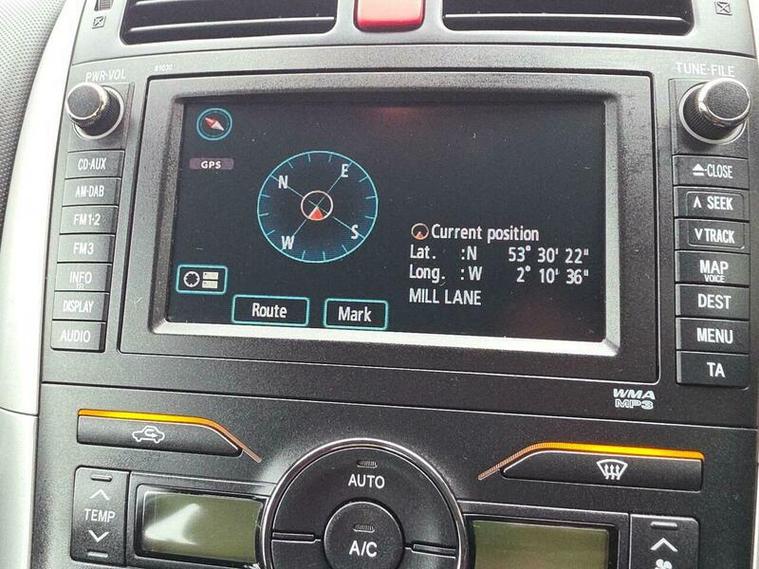 PWR·VOL
TUNE·FILE
CD·AUX
AM·DAB
FM1·2
FM3
INFO
DISPLAY
AUDIO
GPS
N
E
W
S
Current position
Lat. :N 53° 30' 22"
Long. :W 2° 10' 36"
MILL LANE
Route
Mark
CLOSE
∧ SEEK
∨ TRACK
MAP
VOICE
DEST
MENU
TA
WMA
MP3
AUTO
TEMP
A/C